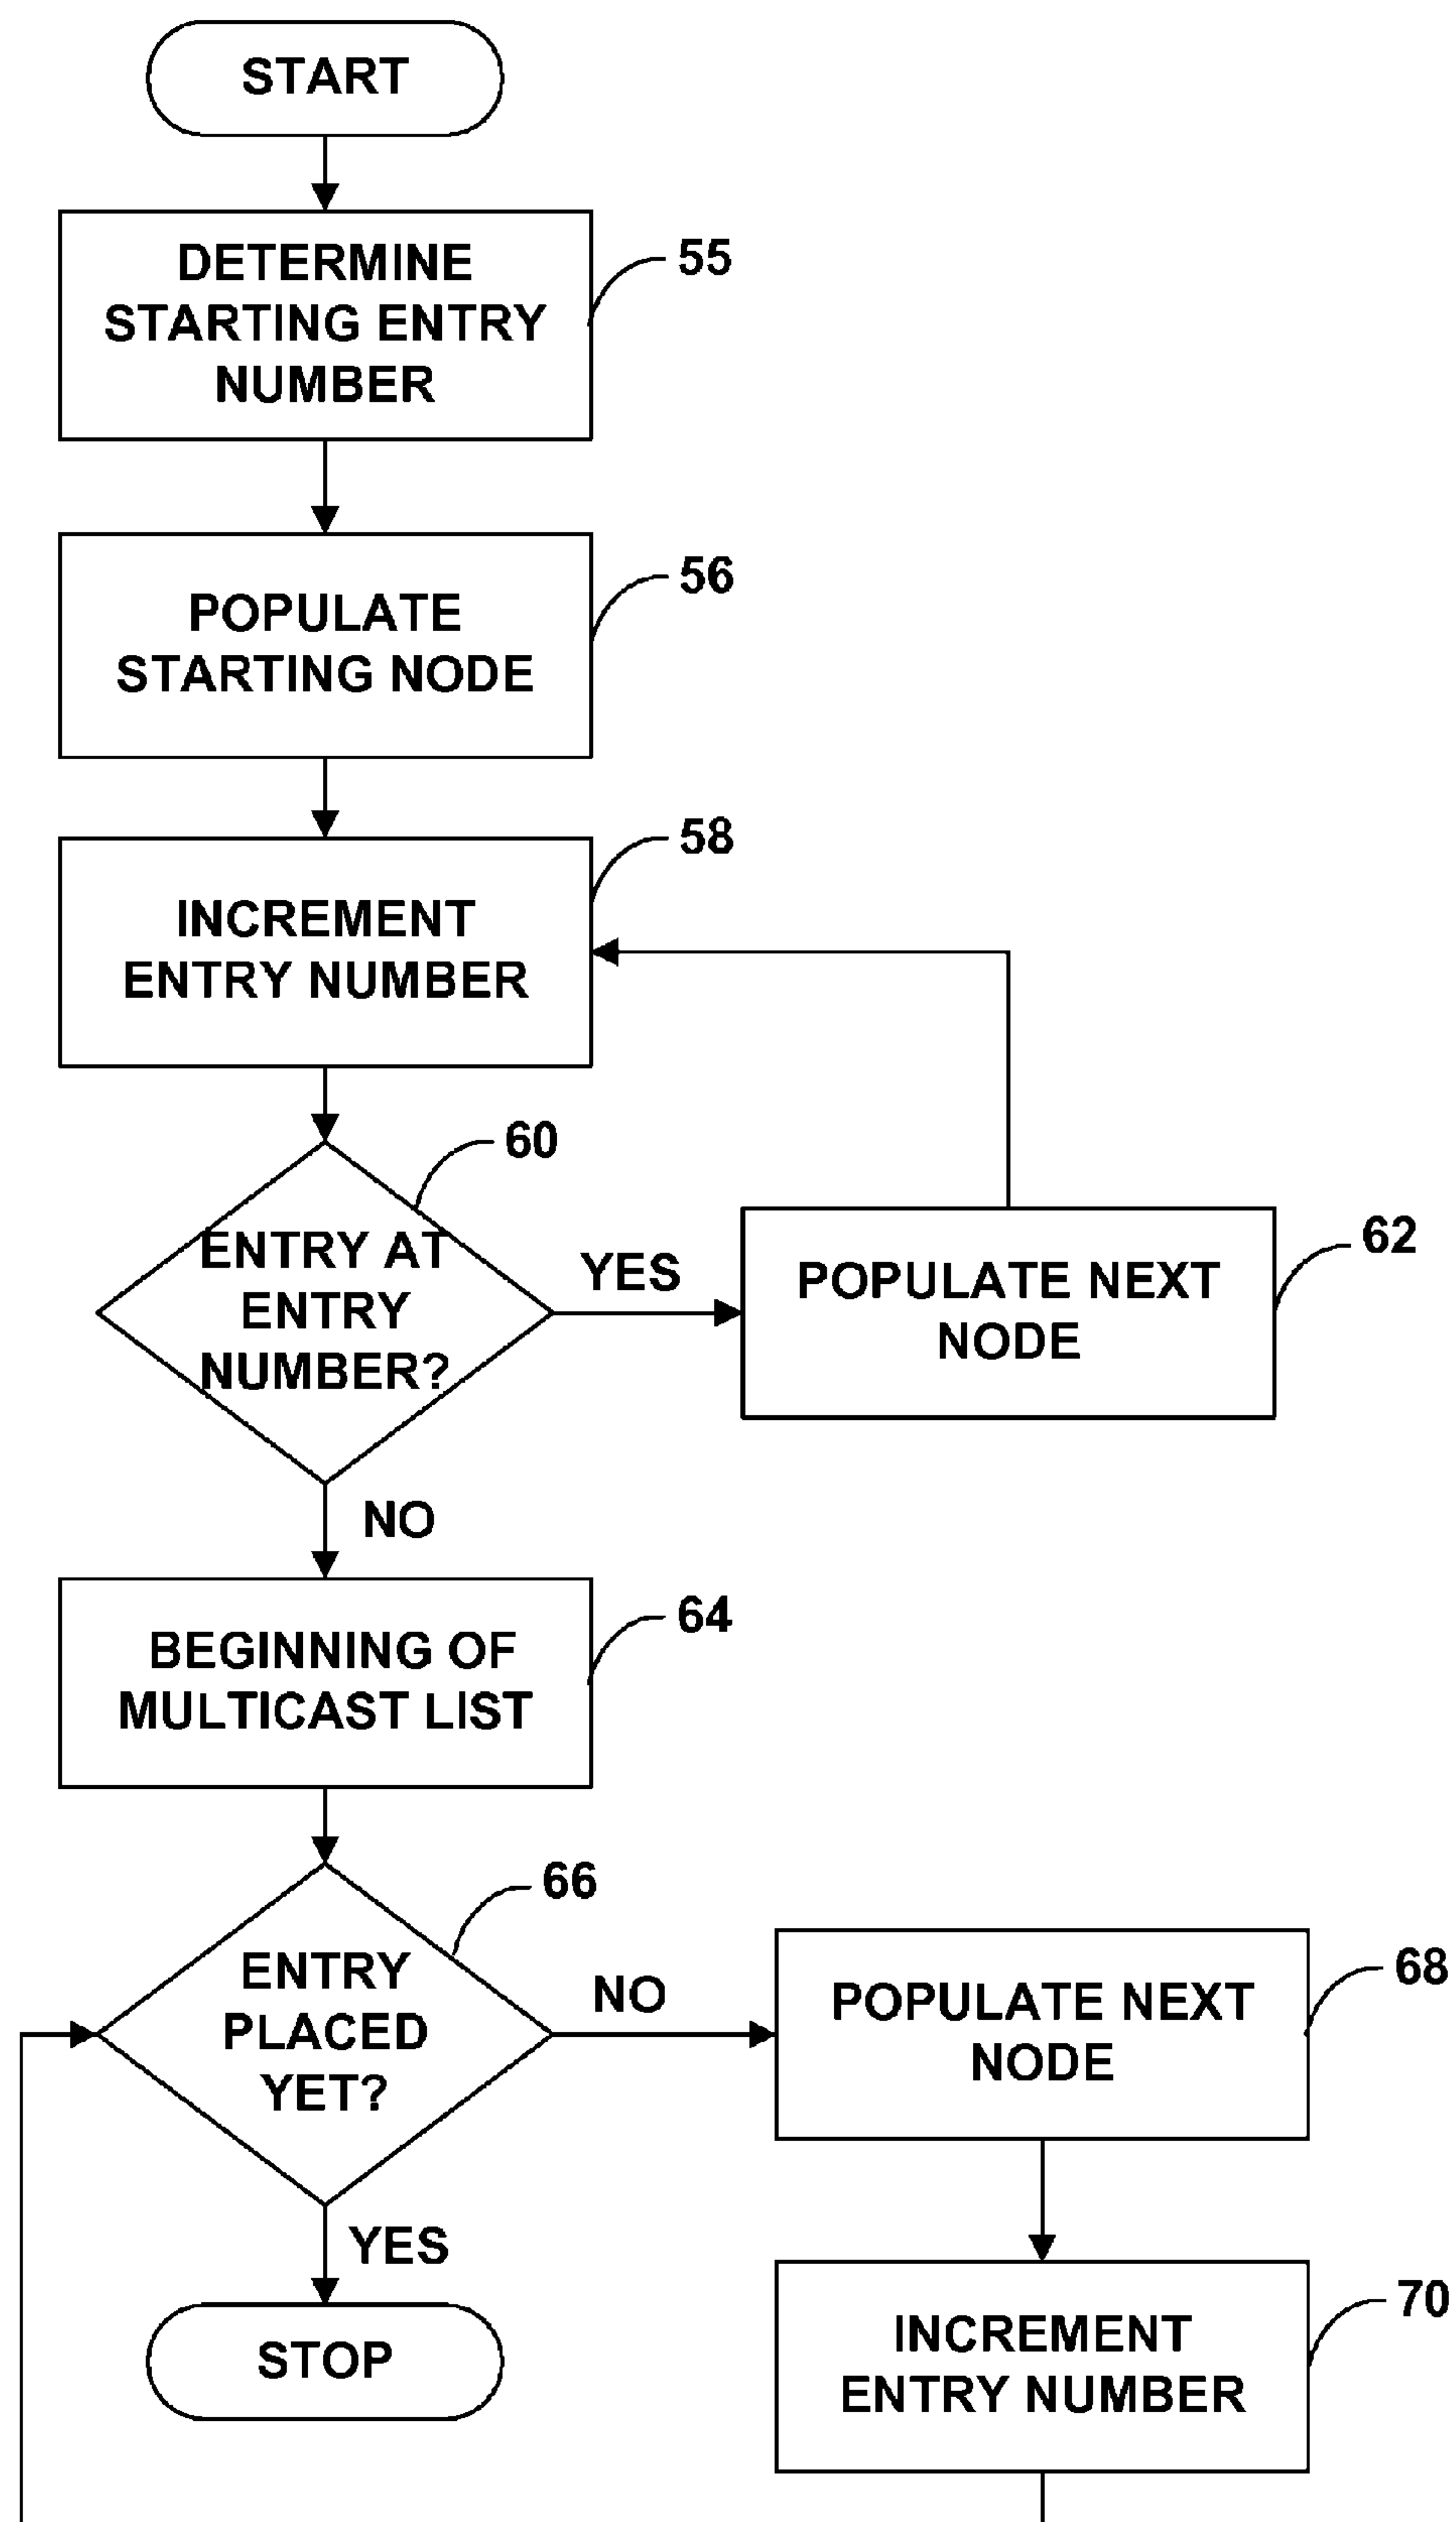 START
DETERMINE
STARTING ENTRY
NUMBER
55
POPULATE
STARTING NODE
56
INCREMENT
ENTRY NUMBER
58
ENTRY AT
ENTRY
NUMBER?
60
YES
POPULATE NEXT
NODE
62
NO
BEGINNING OF
MULTICAST LIST
64
ENTRY
PLACED
YET?
66
NO
POPULATE NEXT
NODE
68
YES
STOP
INCREMENT
ENTRY NUMBER
70